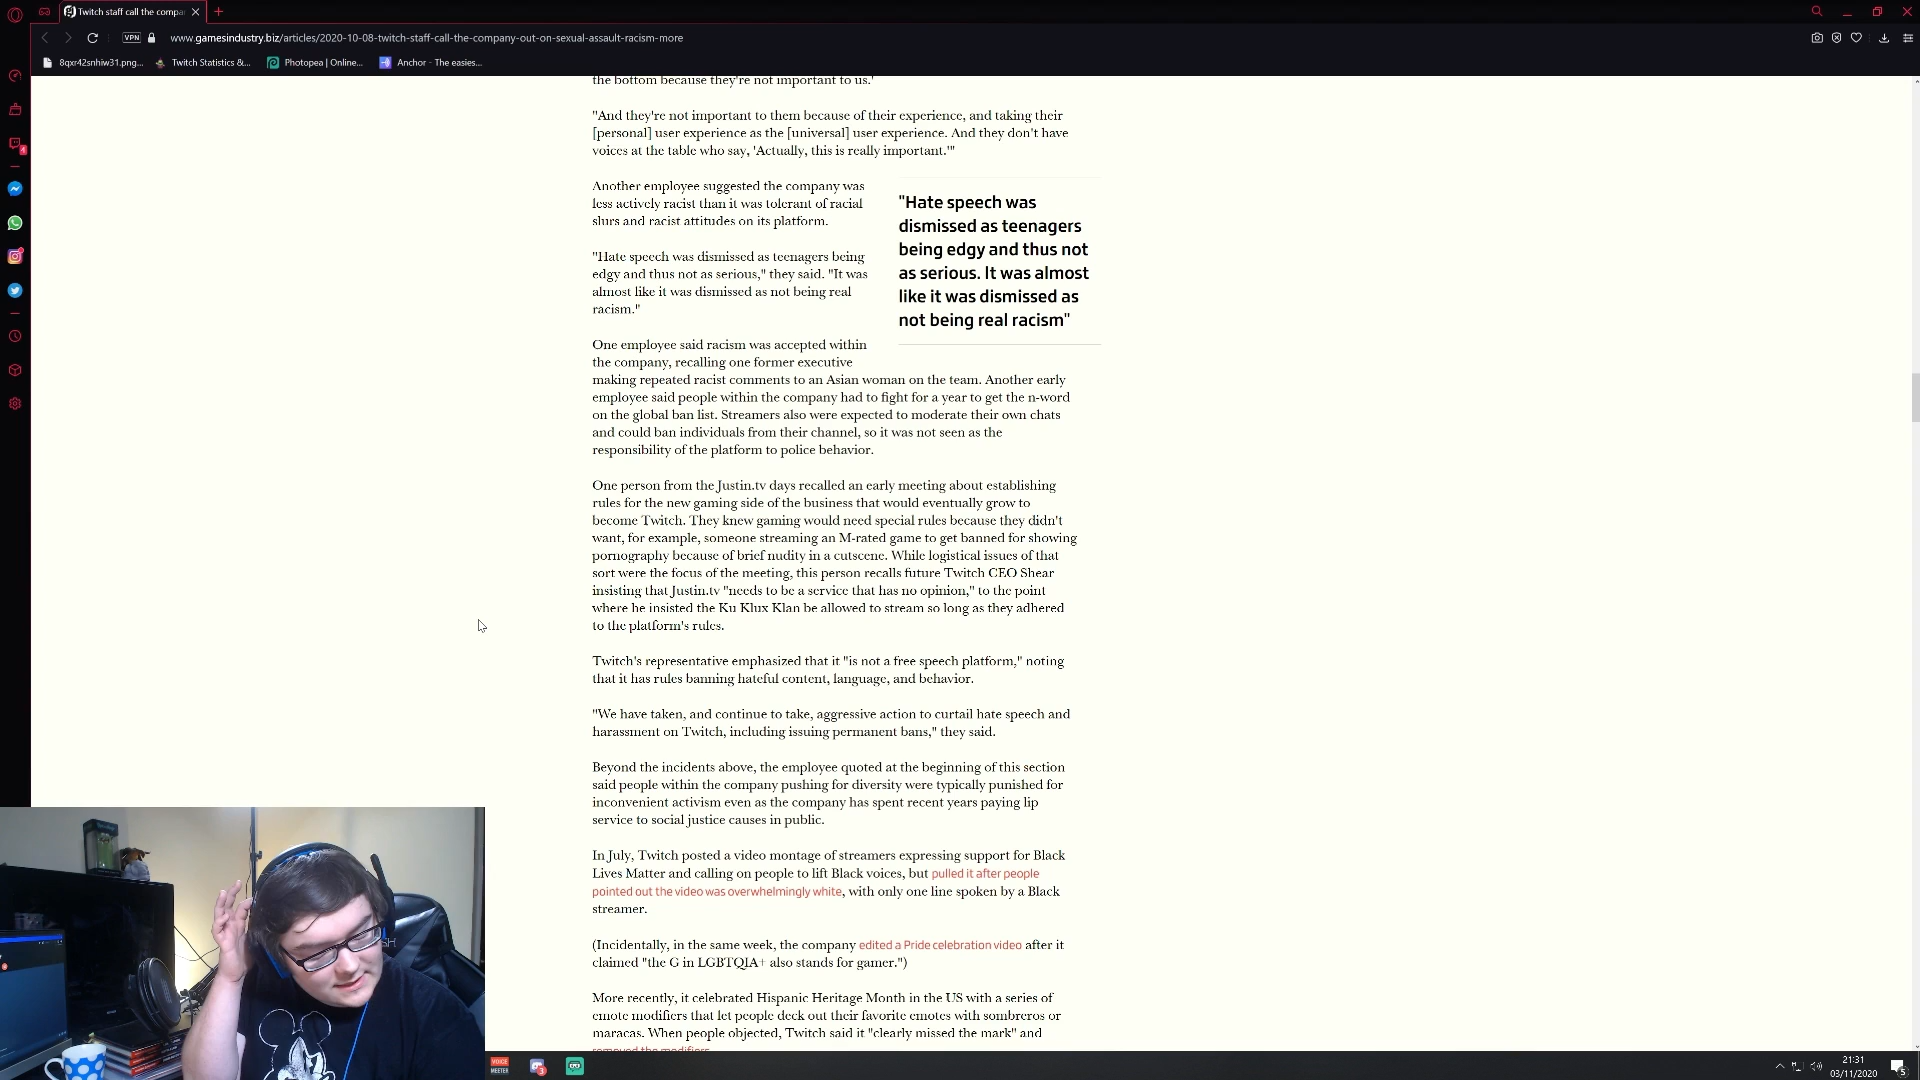 Twitch staff call the compa
VPN
www.gamesindustry.biz/articles/2020-10-08-twitch-staff-call-the-company-out-on-sexual-assault-racism-more
8qxr42snhiw31.png...
Twitch Statistics &...
Photopea | Online...
Anchor - The easies...
the bottom because they're not important to us.'
"And they're not important to them because of their experience, and taking their
[personal] user experience as the [universal] user experience. And they don't have
voices at the table who say, 'Actually, this is really important.'"
Another employee suggested the company was
less actively racist than it was tolerant of racial
slurs and racist attitudes on its platform.
"Hate speech was dismissed as teenagers being
edgy and thus not as serious," they said. "It was
almost like it was dismissed as not being real
racism."
"Hate speech was
dismissed as teenagers
being edgy and thus not
as serious. It was almost
like it was dismissed as
not being real racism"
One employee said racism was accepted within
the company, recalling one former executive
making repeated racist comments to an Asian woman on the team. Another early
employee said people within the company had to fight for a year to get the n-word
on the global ban list. Streamers also were expected to moderate their own chats
and could ban individuals from their channel, so it was not seen as the
responsibility of the platform to police behavior.
One person from the Justin.tv days recalled an early meeting about establishing
rules for the new gaming side of the business that would eventually grow to
become Twitch. They knew gaming would need special rules because they didn't
want, for example, someone streaming an M-rated game to get banned for showing
pornography because of brief nudity in a cutscene. While logistical issues of that
sort were the focus of the meeting, this person recalls future Twitch CEO Shear
insisting that Justin.tv "needs to be a service that has no opinion," to the point
where he insisted the Ku Klux Klan be allowed to stream so long as they adhered
to the platform's rules.
Twitch's representative emphasized that it "is not a free speech platform," noting
that it has rules banning hateful content, language, and behavior.
"We have taken, and continue to take, aggressive action to curtail hate speech and
harassment on Twitch, including issuing permanent bans," they said.
Beyond the incidents above, the employee quoted at the beginning of this section
said people within the company pushing for diversity were typically punished for
inconvenient activism even as the company has spent recent years paying lip
service to social justice causes in public.
In July, Twitch posted a video montage of streamers expressing support for Black
Lives Matter and calling on people to lift Black voices, but pulled it after people
pointed out the video was overwhelmingly white, with only one line spoken by a Black
streamer.
(Incidentally, in the same week, the company edited a Pride celebration video after it
claimed "the G in LGBTQIA+ also stands for gamer.")
More recently, it celebrated Hispanic Heritage Month in the US with a series of
emote modifiers that let people deck out their favorite emotes with sombreros or
maracas. When people objected, Twitch said it "clearly missed the mark" and
removed the modifiers.
VOICE
MEETER
21:31
03/11/2020